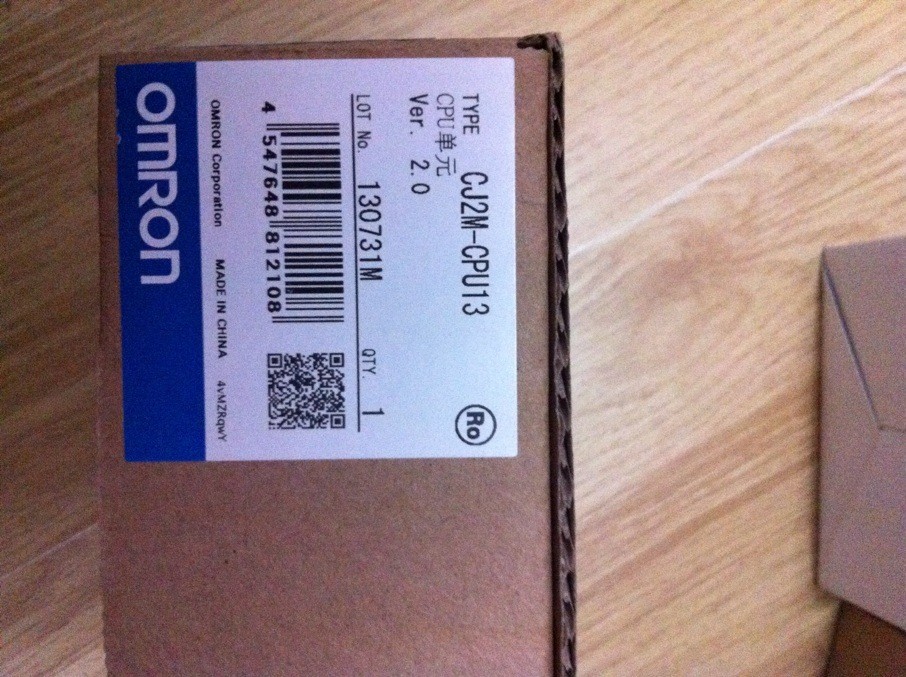 TYPE CJ2M-CPU13
CPU单元
Ver. 2.0
Ro
LOT No. 130731M QTY. 1
4 547648 812108
OMRON Corporation MADE IN CHINA 4vMZRqwY
OMRON